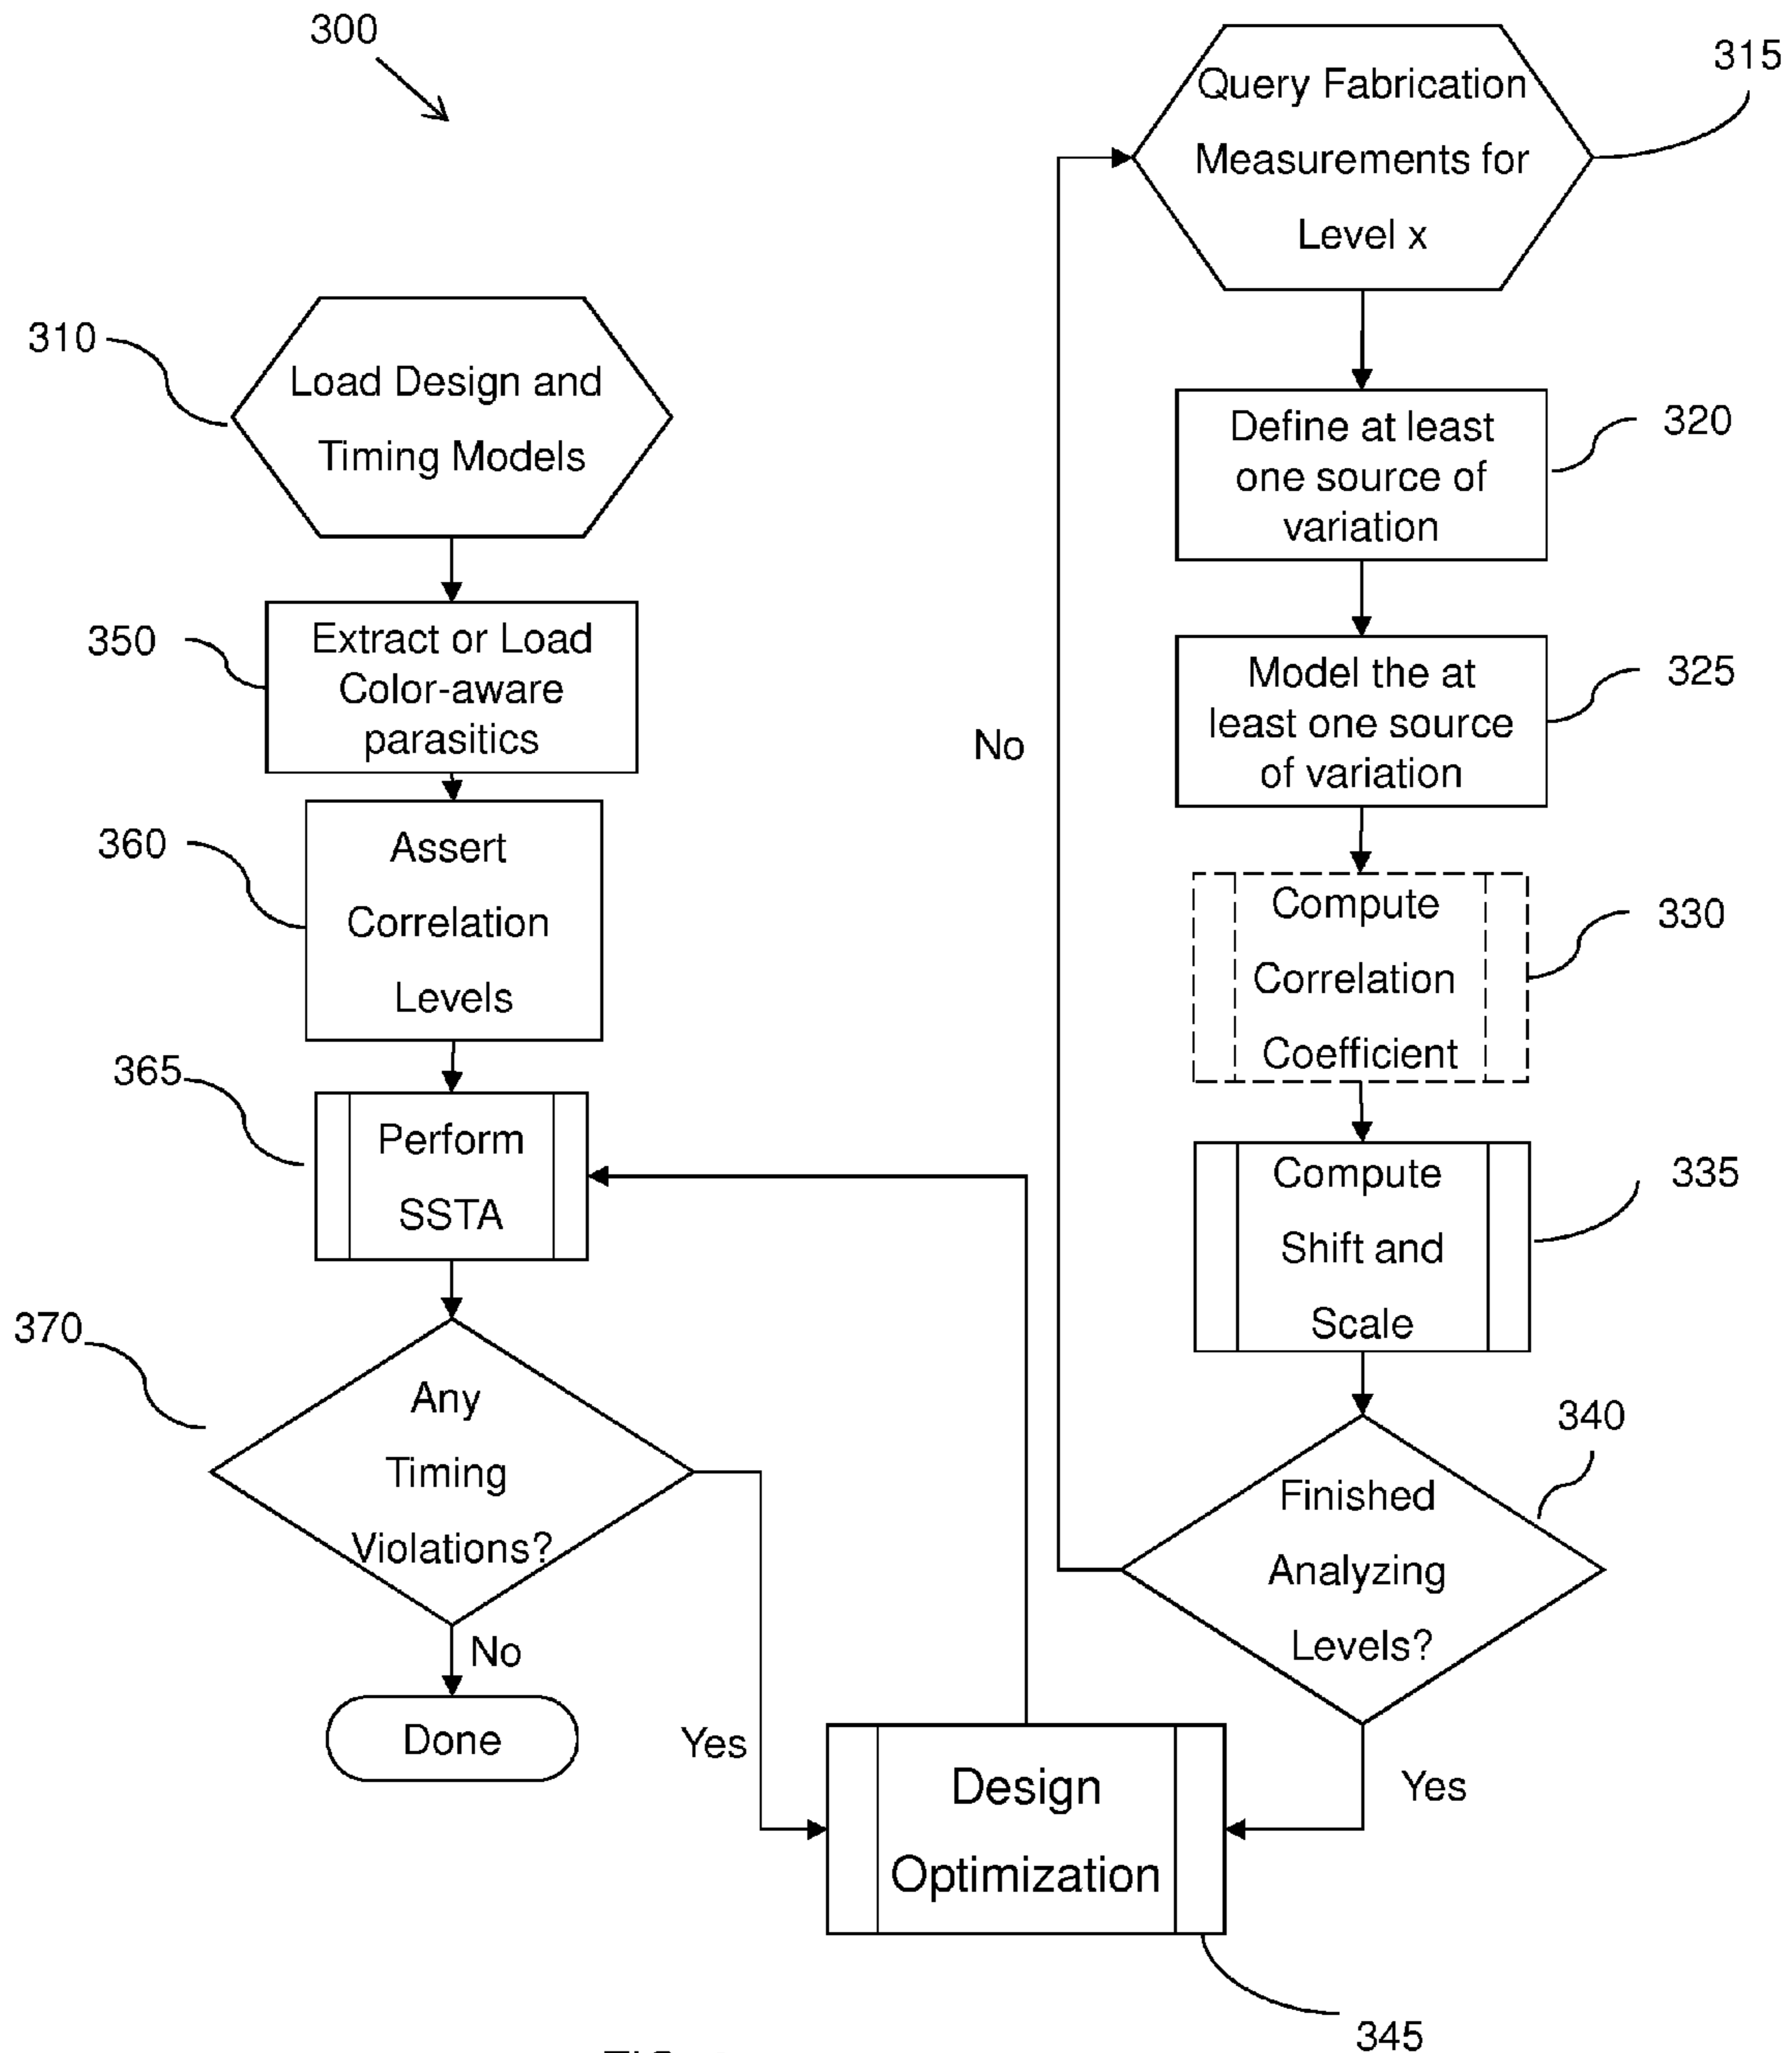 300
310
Load Design and
Timing Models
350
Extract or Load
Color-aware
parasitics
360
Assert
Correlation
Levels
365
Perform
SSTA
370
Any
Timing
Violations?
No
Done
Yes
315
Query Fabrication
Measurements for
Level x
320
Define at least
one source of
variation
325
Model the at
least one source
of variation
No
330
Compute
Correlation
Coefficient
335
Compute
Shift and
Scale
340
Finished
Analyzing
Levels?
Yes
Design
Optimization
345